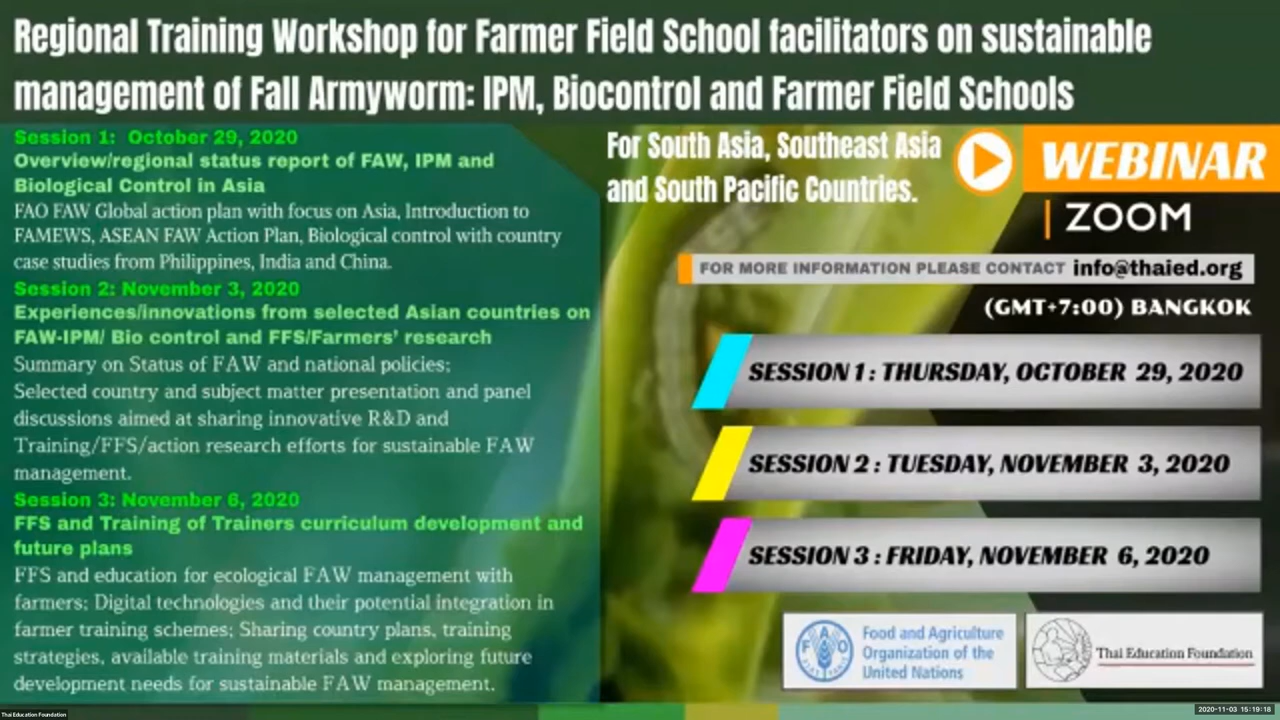 Regional Training Workshop for Farmer Field School facilitators on sustainable
management of Fall Armyworm: IPM, Biocontrol and Farmer Field Schools
Session 1:  October 29, 2020
Overview/regional status report of FAW, IPM and
Biological Control in Asia
FAO FAW Global action plan with focus on Asia, Introduction to
FAMEWS, ASEAN FAW Action Plan, Biological control with country
case studies from Philippines, India and China.
Session 2: November 3, 2020
Experiences/innovations from selected Asian countries on
FAW-IPM/ Bio control and FFS/Farmers' research
Summary on Status of FAW and national policies;
Selected country and subject matter presentation and panel
discussions aimed at sharing innovative R&D and
Training/FFS/action research efforts for sustainable FAW
management.
Session 3: November 6, 2020
FFS and Training of Trainers curriculum development and
future plans
FFS and education for ecological FAW management with
farmers; Digital technologies and their potential integration in
farmer training schemes; Sharing country plans, training
strategies, available training materials and exploring future
development needs for sustainable FAW management.
For South Asia, Southeast Asia
and South Pacific Countries.
WEBINAR
ZOOM
FOR MORE INFORMATION PLEASE CONTACT info@thaied.org
(GMT+7:00) BANGKOK
SESSION 1 : THURSDAY, OCTOBER 29, 2020
SESSION 2 : TUESDAY, NOVEMBER 3, 2020
SESSION 3 : FRIDAY, NOVEMBER 6, 2020
Food and Agriculture
Organization of the
United Nations
Thai Education Foundation
Thai Education Foundation
2020-11-03 15:19:18